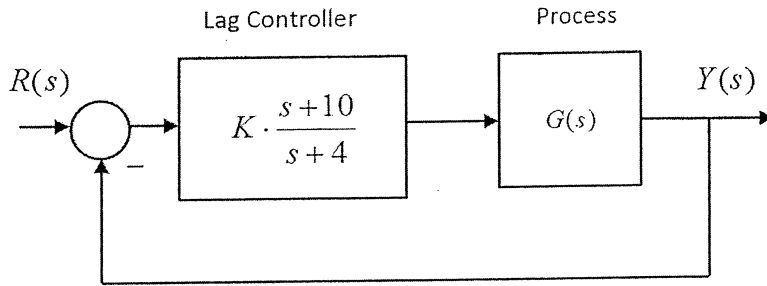 Lag Controller
Process
R(s)
Y(s)
K · s+10
s+4
G(s)
−